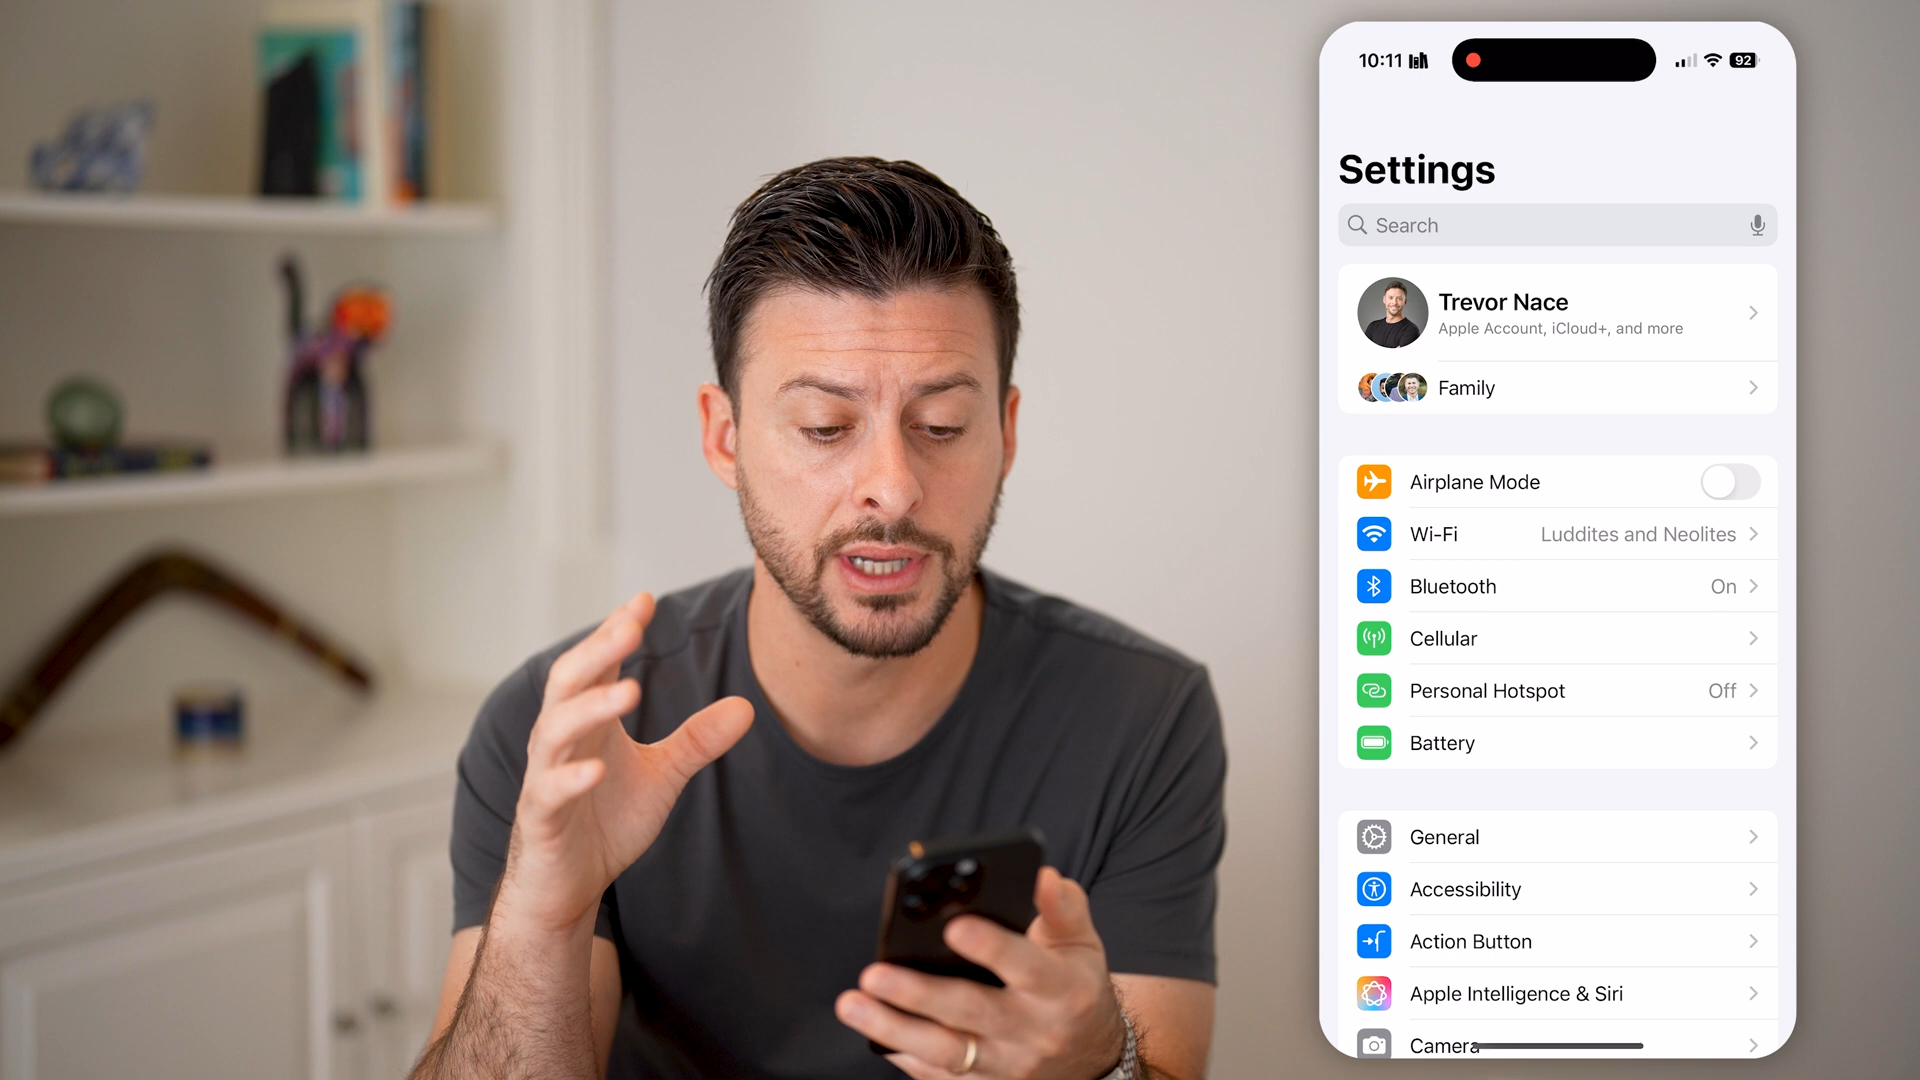 10:11
92
Settings
Search
Trevor Nace
Apple Account, iCloud+, and more
Family
Airplane Mode
Wi-Fi Luddites and Neolites
Bluetooth On
Cellular
Personal Hotspot Off
Battery
General
Accessibility
Action Button
Apple Intelligence & Siri
Camera